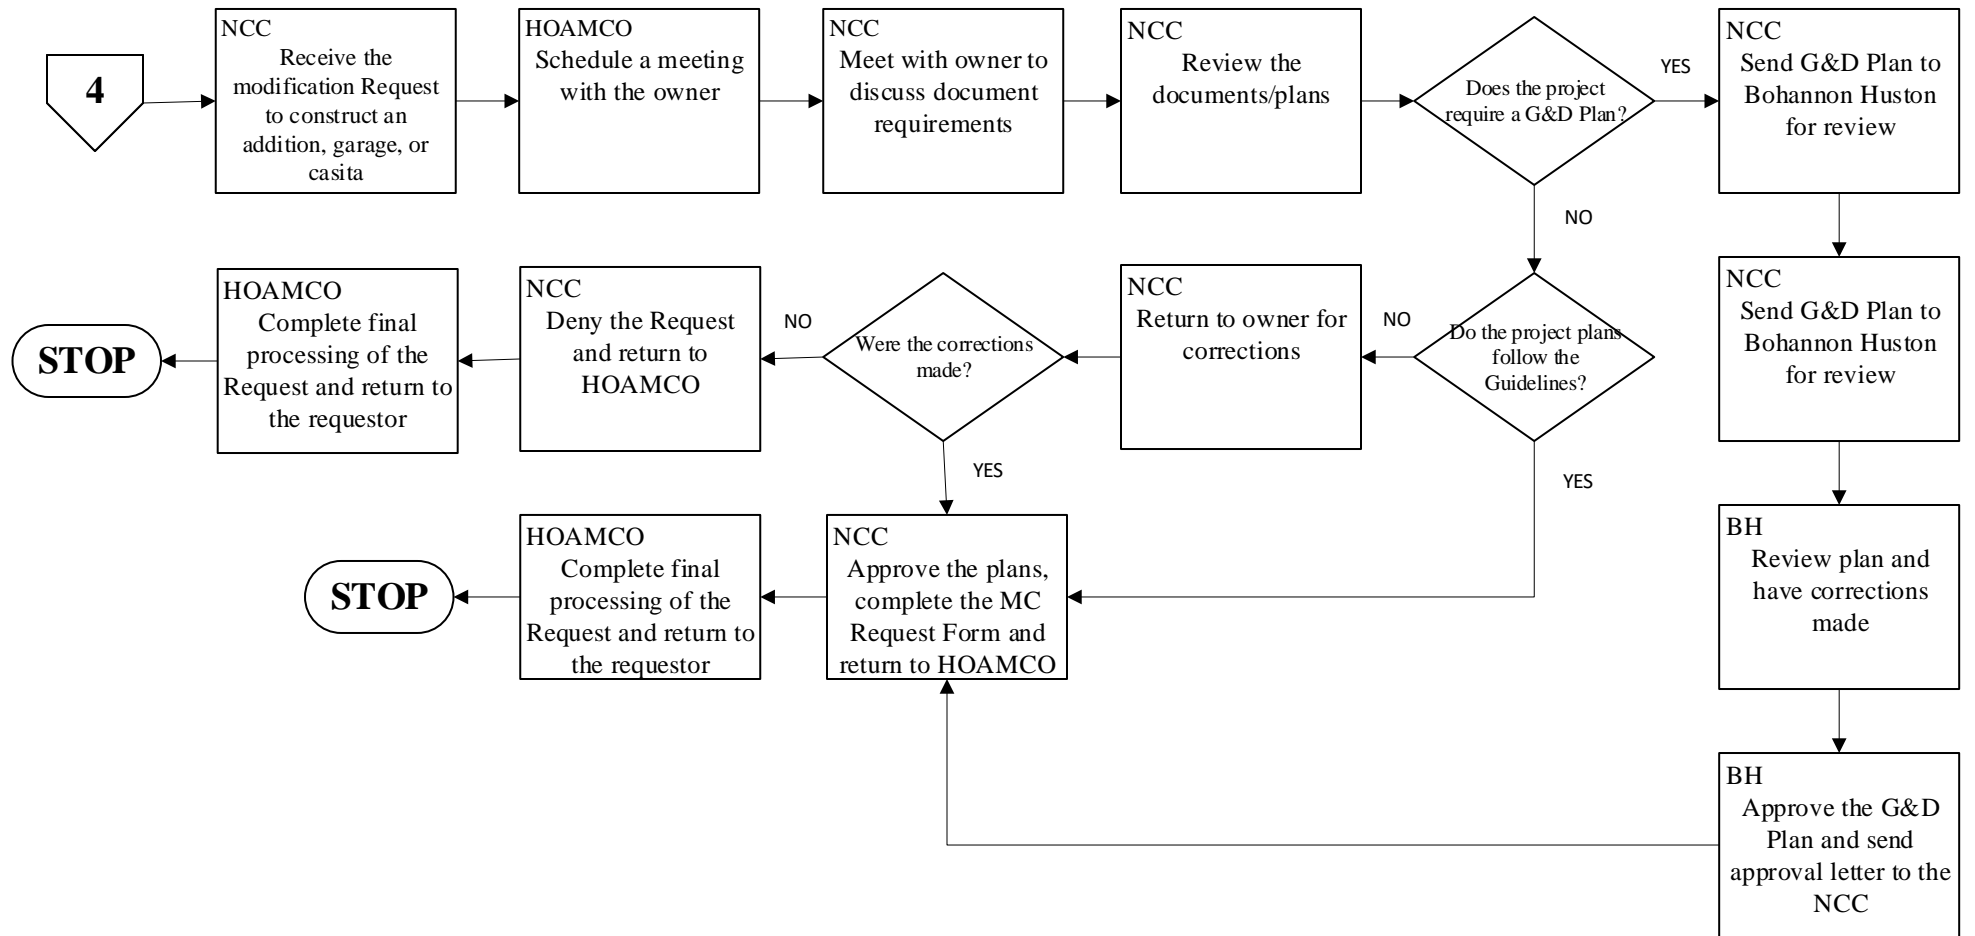 4
NCC
Receive the
modification Request
to construct an
addition, garage, or
casita
HOAMCO
Schedule a meeting
with the owner
NCC
Meet with owner to
discuss document
requirements
NCC
Review the
documents/plans
Does the project
require a G&D Plan?
YES
NCC
Send G&D Plan to
Bohannon Huston
for review
NO
HOAMCO
Complete final
processing of the
Request and return to
the requestor
STOP
NCC
Deny the Request
and return to
HOAMCO
NO
Were the corrections
made?
NCC
Return to owner for
corrections
NO
Do the project plans
follow the
Guidelines?
NCC
Send G&D Plan to
Bohannon Huston
for review
YES
YES
STOP
HOAMCO
Complete final
processing of the
Request and return to
the requestor
NCC
Approve the plans,
complete the MC
Request Form and
return to HOAMCO
BH
Review plan and
have corrections
made
BH
Approve the G&D
Plan and send
approval letter to the
NCC